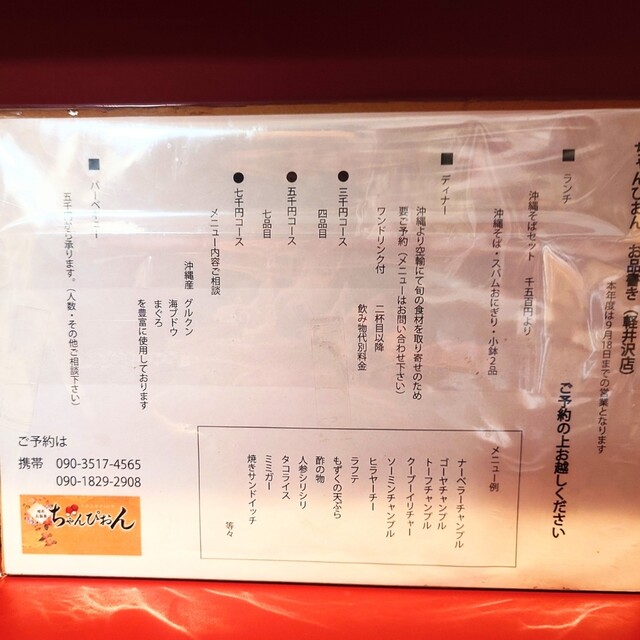 ちゃんぴおん お品書き(軽井沢店)
本年度は9月18日までの営業となります
ご予約の上お越しください
■ ランチ
沖縄そばセット 千五百円より
沖縄そば・スパムおにぎり・小鉢2品
■ ディナー
沖縄より空輸にて旬の食材を取り寄せのため
要ご予約(メニューはお問い合わせ下さい)
ワンドリンク付 二杯目以降
飲み物代別料金
● 三千円コース
四品目
● 五千円コース
七品目
● 七千円コース
メニュー内容ご相談
沖縄産 グルクン
海ブドウ
まぐろ
を豊富に使用しております
■
五千円から承ります。(人数・その他ご相談下さい)
メニュー例
ナーベラーチャンプル
ゴーヤチャンプル
トーフチャンプル
クーブーイリチャー
ソーミンチャンプル
ヒラヤーチー
ラフテ
もずくの天ぷら
酢の物
人参シリシリ
タコライス
ミミガー
焼きサンドイッチ
等々
ご予約は
携帯 090-3517-4565
090-1829-2908
ちゃんぴおん